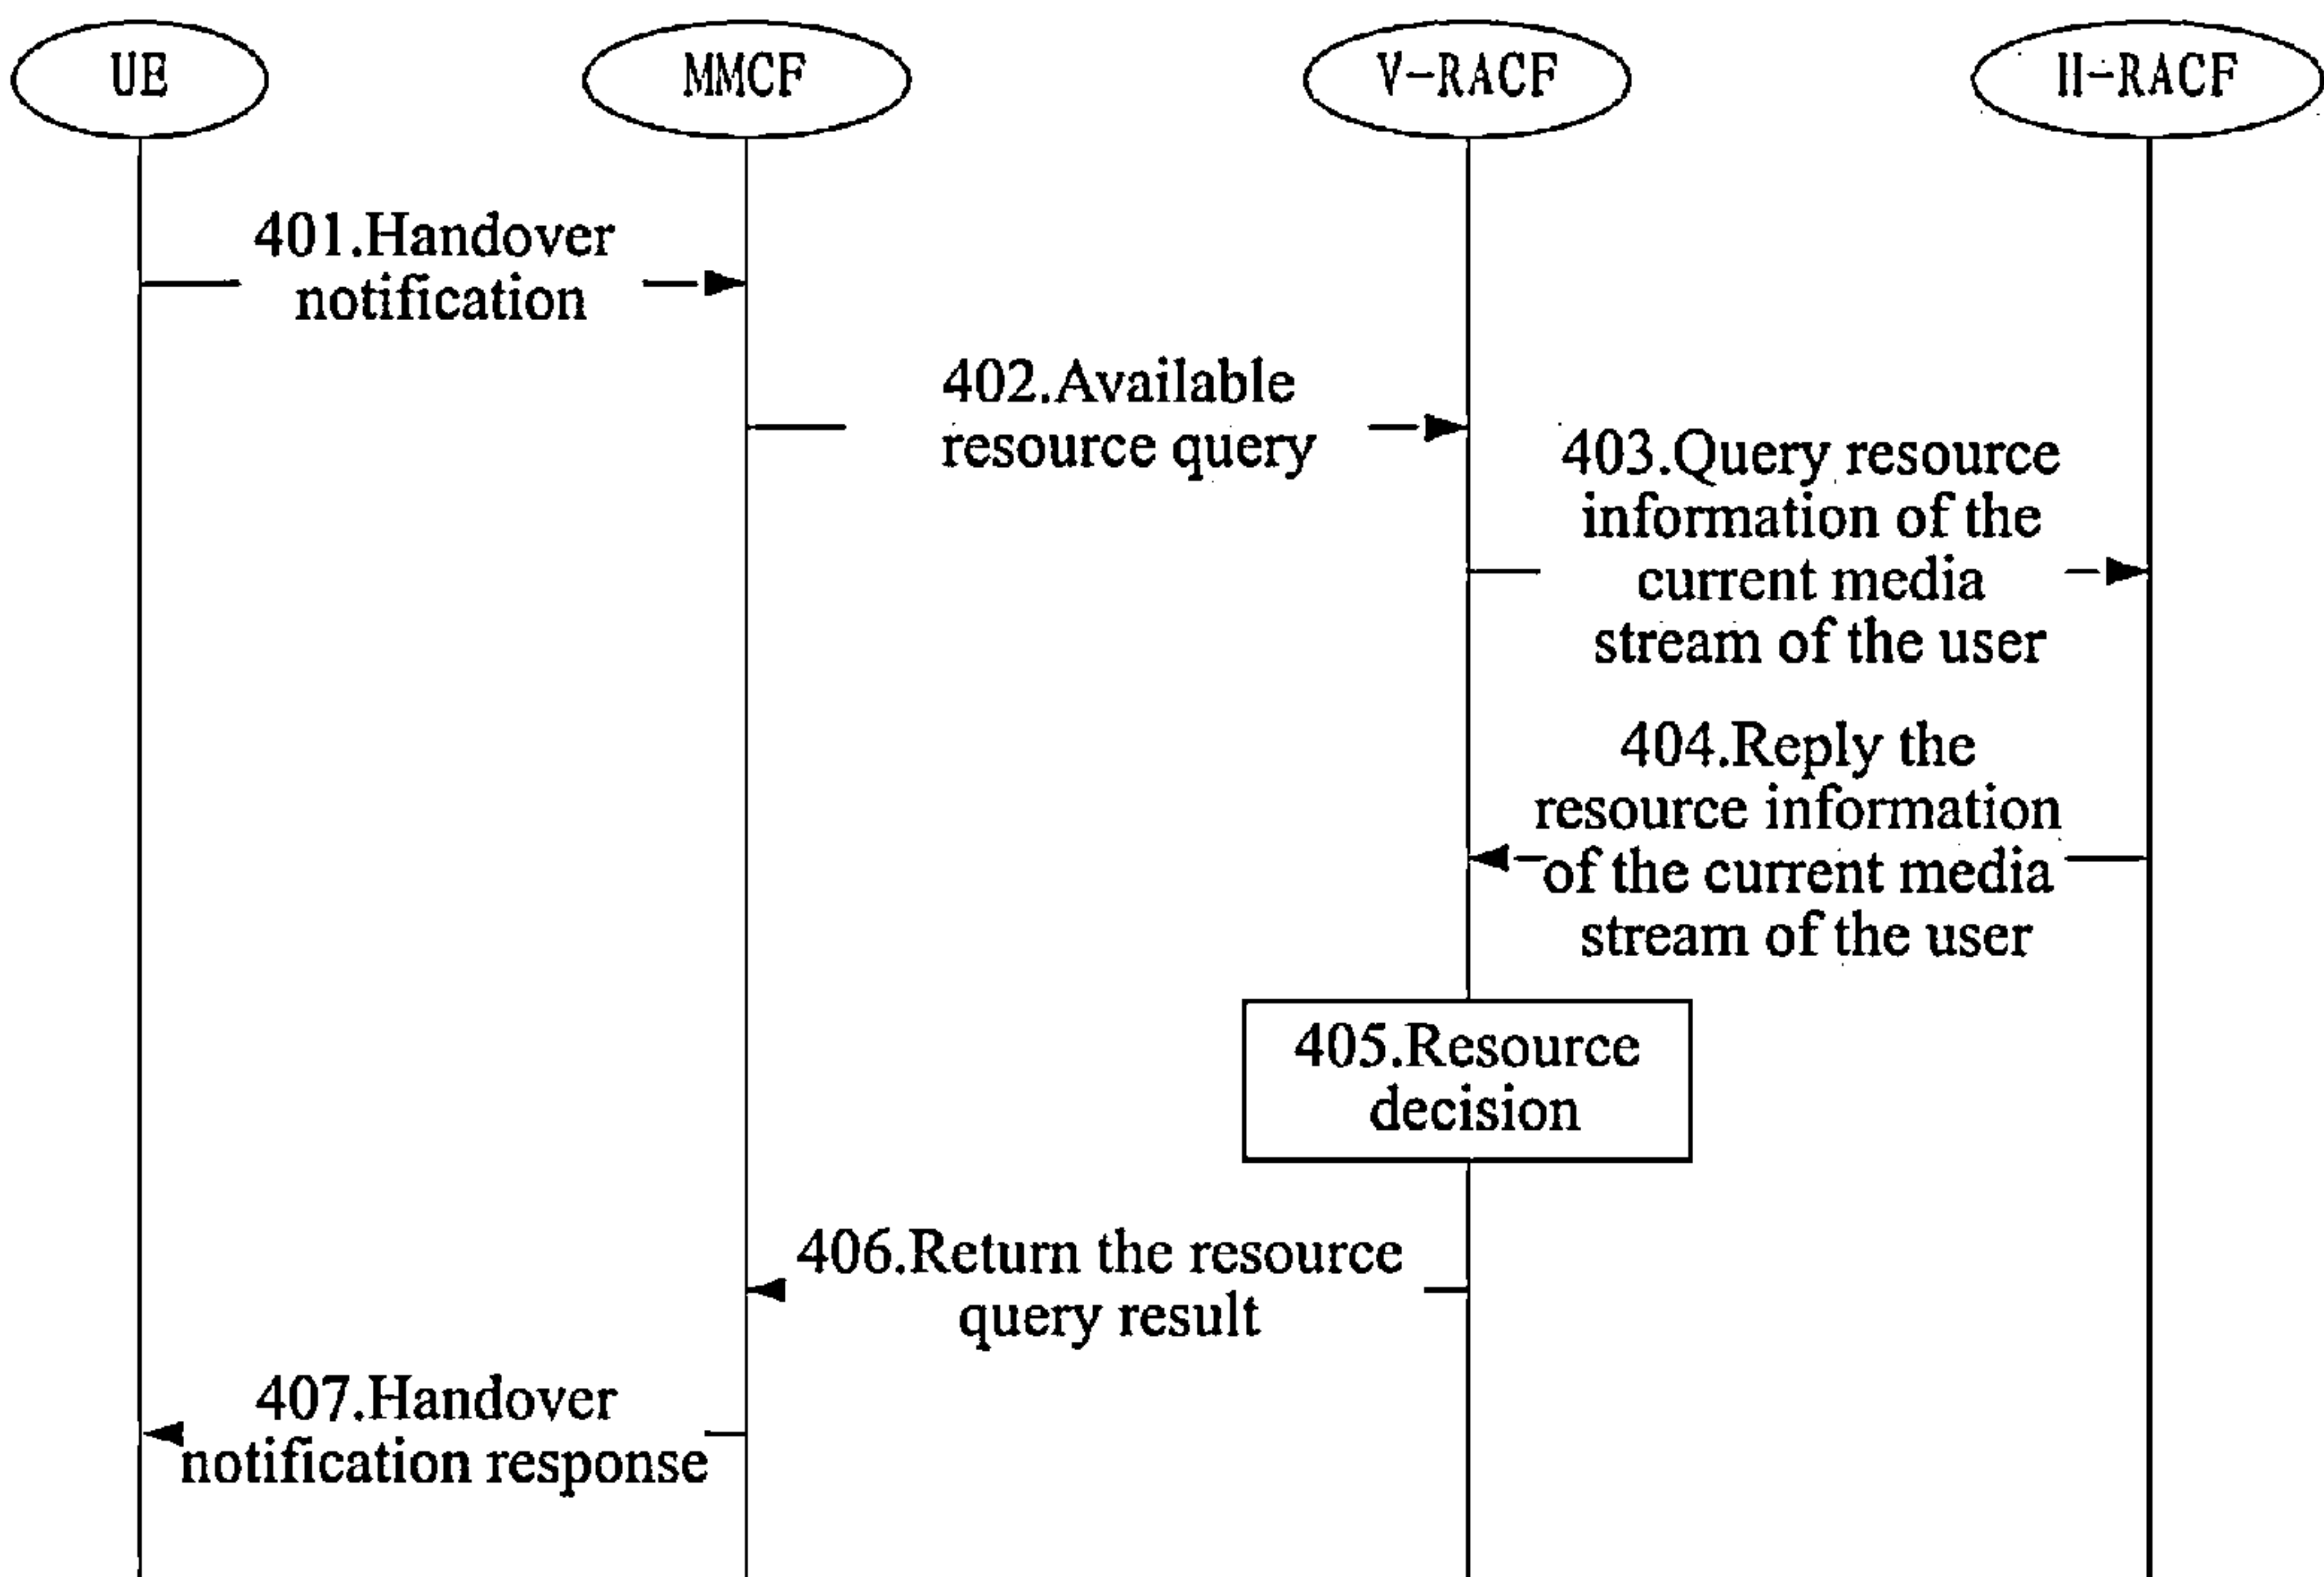 UE
MMCF
V-RACF
H-RACF
401.Handover
notification
402.Available
resource query
403.Query resource
information of the
current media
stream of the user
404.Reply the
resource information
of the current media
stream of the user
405.Resource
decision
406.Return the resource
query result
407.Handover
notification response